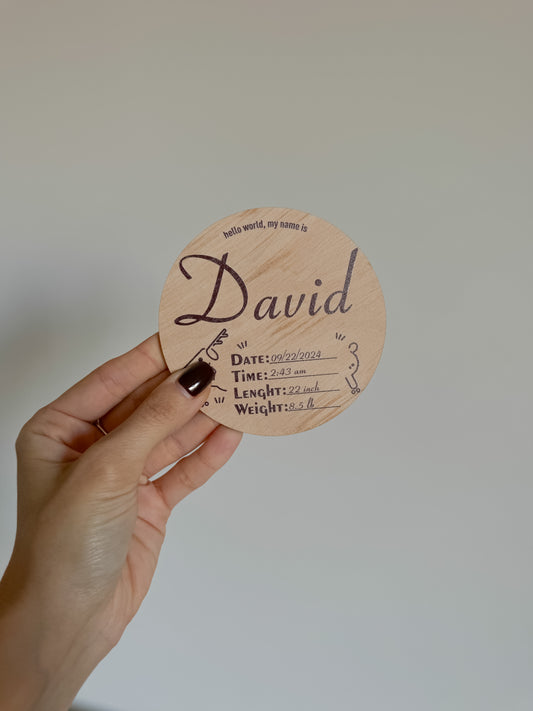 hello world, my name is
David
Date: 09/22/2024
Time: 2:43 am
Lenght: 22 inch
Weight: 8.5 lb